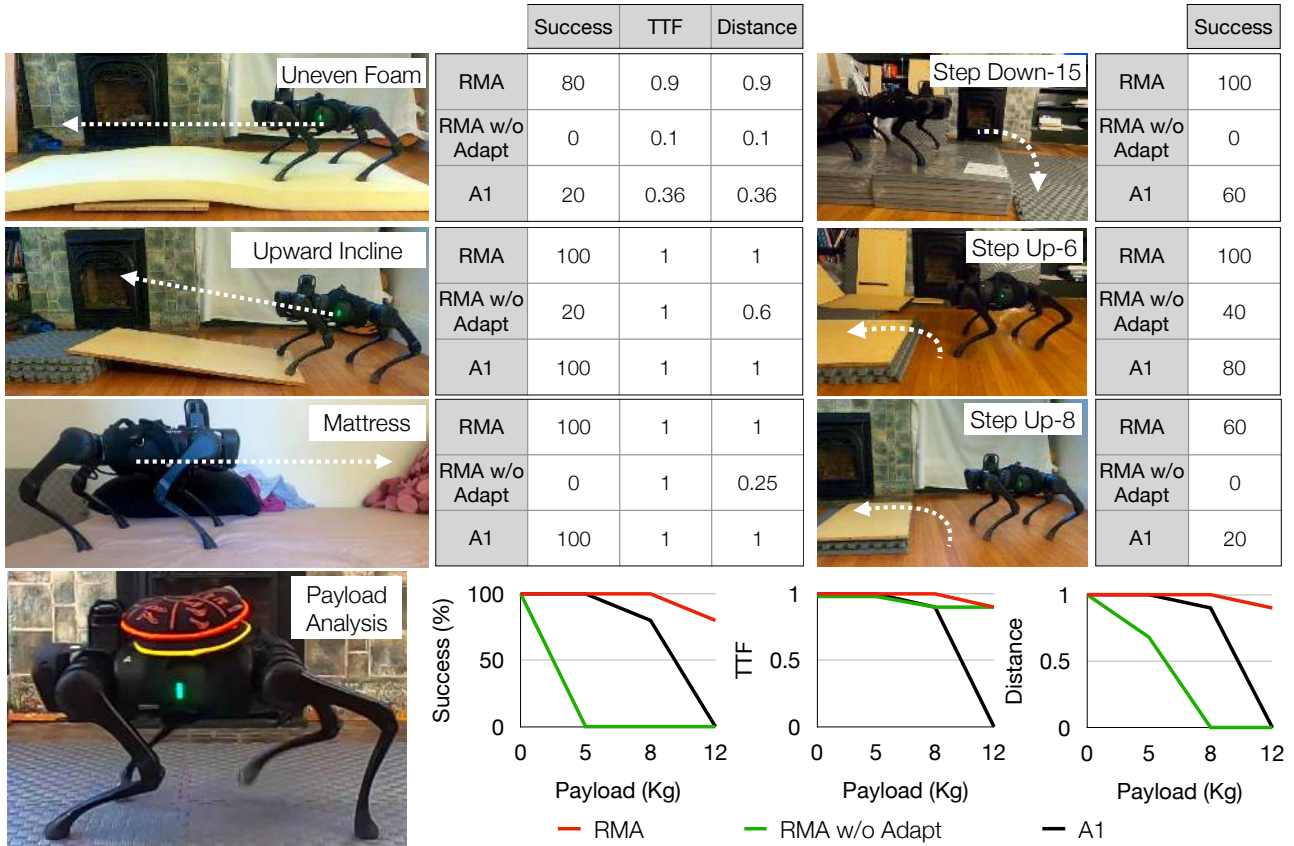 Success TTF Distance
Success
Uneven Foam
RMA 80 0.9 0.9
RMA w/o Adapt 0 0.1 0.1
A1 20 0.36 0.36
Step Down-15
RMA 100
RMA w/o Adapt 0
A1 60
Upward Incline
RMA 100 1 1
RMA w/o Adapt 20 1 0.6
A1 100 1 1
Step Up-6
RMA 100
RMA w/o Adapt 40
A1 80
Mattress
RMA 100 1 1
RMA w/o Adapt 0 1 0.25
A1 100 1 1
Step Up-8
RMA 60
RMA w/o Adapt 0
A1 20
Payload
Analysis
Success (%)
100
50
0
0 5 8 12
Payload (Kg)
TTF
1
0.5
0
0 5 8 12
Payload (Kg)
Distance
1
0.5
0
0 5 8 12
Payload (Kg)
RMA RMA w/o Adapt A1